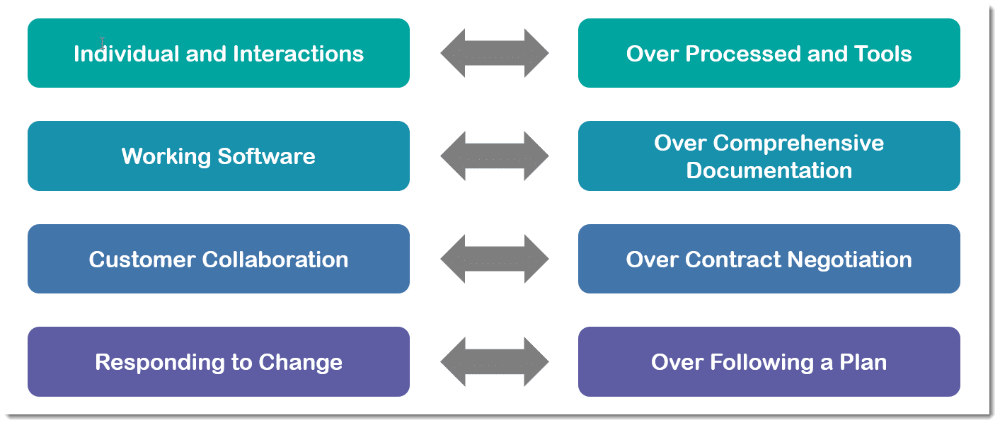 Individual and Interactions
Over Processed and Tools
Working Software
Over Comprehensive
Documentation
Customer Collaboration
Over Contract Negotiation
Responding to Change
Over Following a Plan